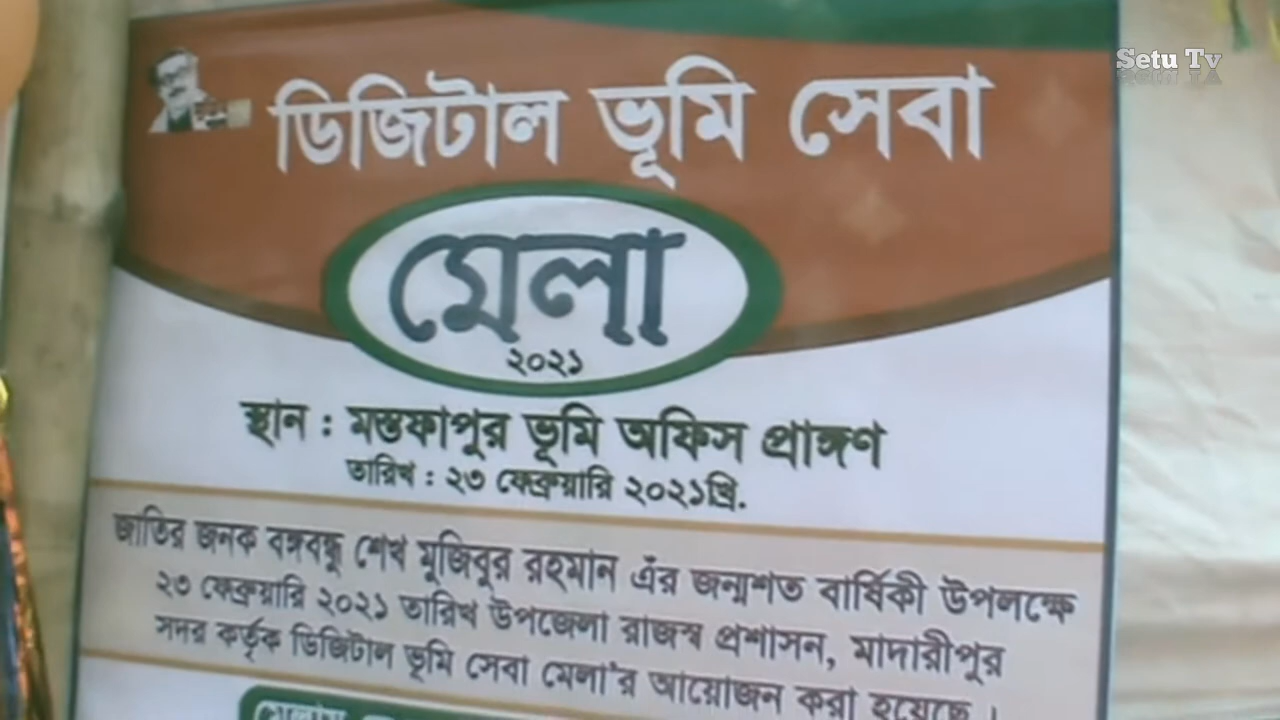 Setu Tv
ডিজিটাল ভূমি সেবা
মেলা
২০২১
স্থান : মস্তফাপুর ভূমি অফিস প্রাঙ্গণ
তারিখ : ২৩ ফেব্রুয়ারি ২০২১খ্রি.
জাতির জনক বঙ্গবন্ধু শেখ মুজিবুর রহমান এঁর জন্মশত বার্ষিকী উপলক্ষে
২৩ ফেব্রুয়ারি ২০২১ তারিখ উপজেলা রাজস্ব প্রশাসন, মাদারীপুর
সদর কর্তৃক ডিজিটাল ভূমি সেবা মেলা'র আয়োজন করা হয়েছে।